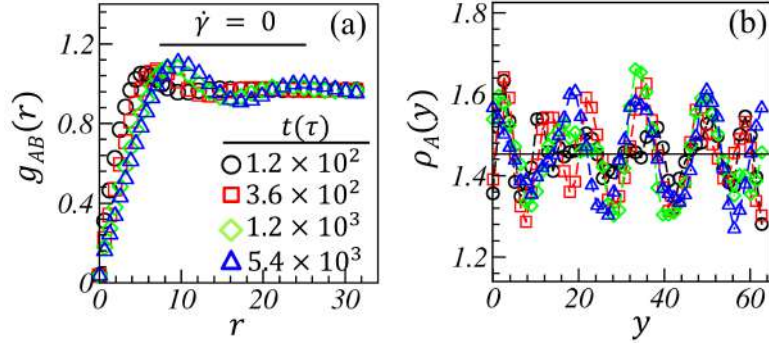 (a)
γ̇ = 0
g_AB(r)
1.2
0.8
0.4
0
0 10 20 30
r
t(τ)
1.2 × 10²
3.6 × 10²
1.2 × 10³
5.4 × 10³
(b)
ρ_A(y)
1.8
1.6
1.4
1.2
0 20 40 60
y